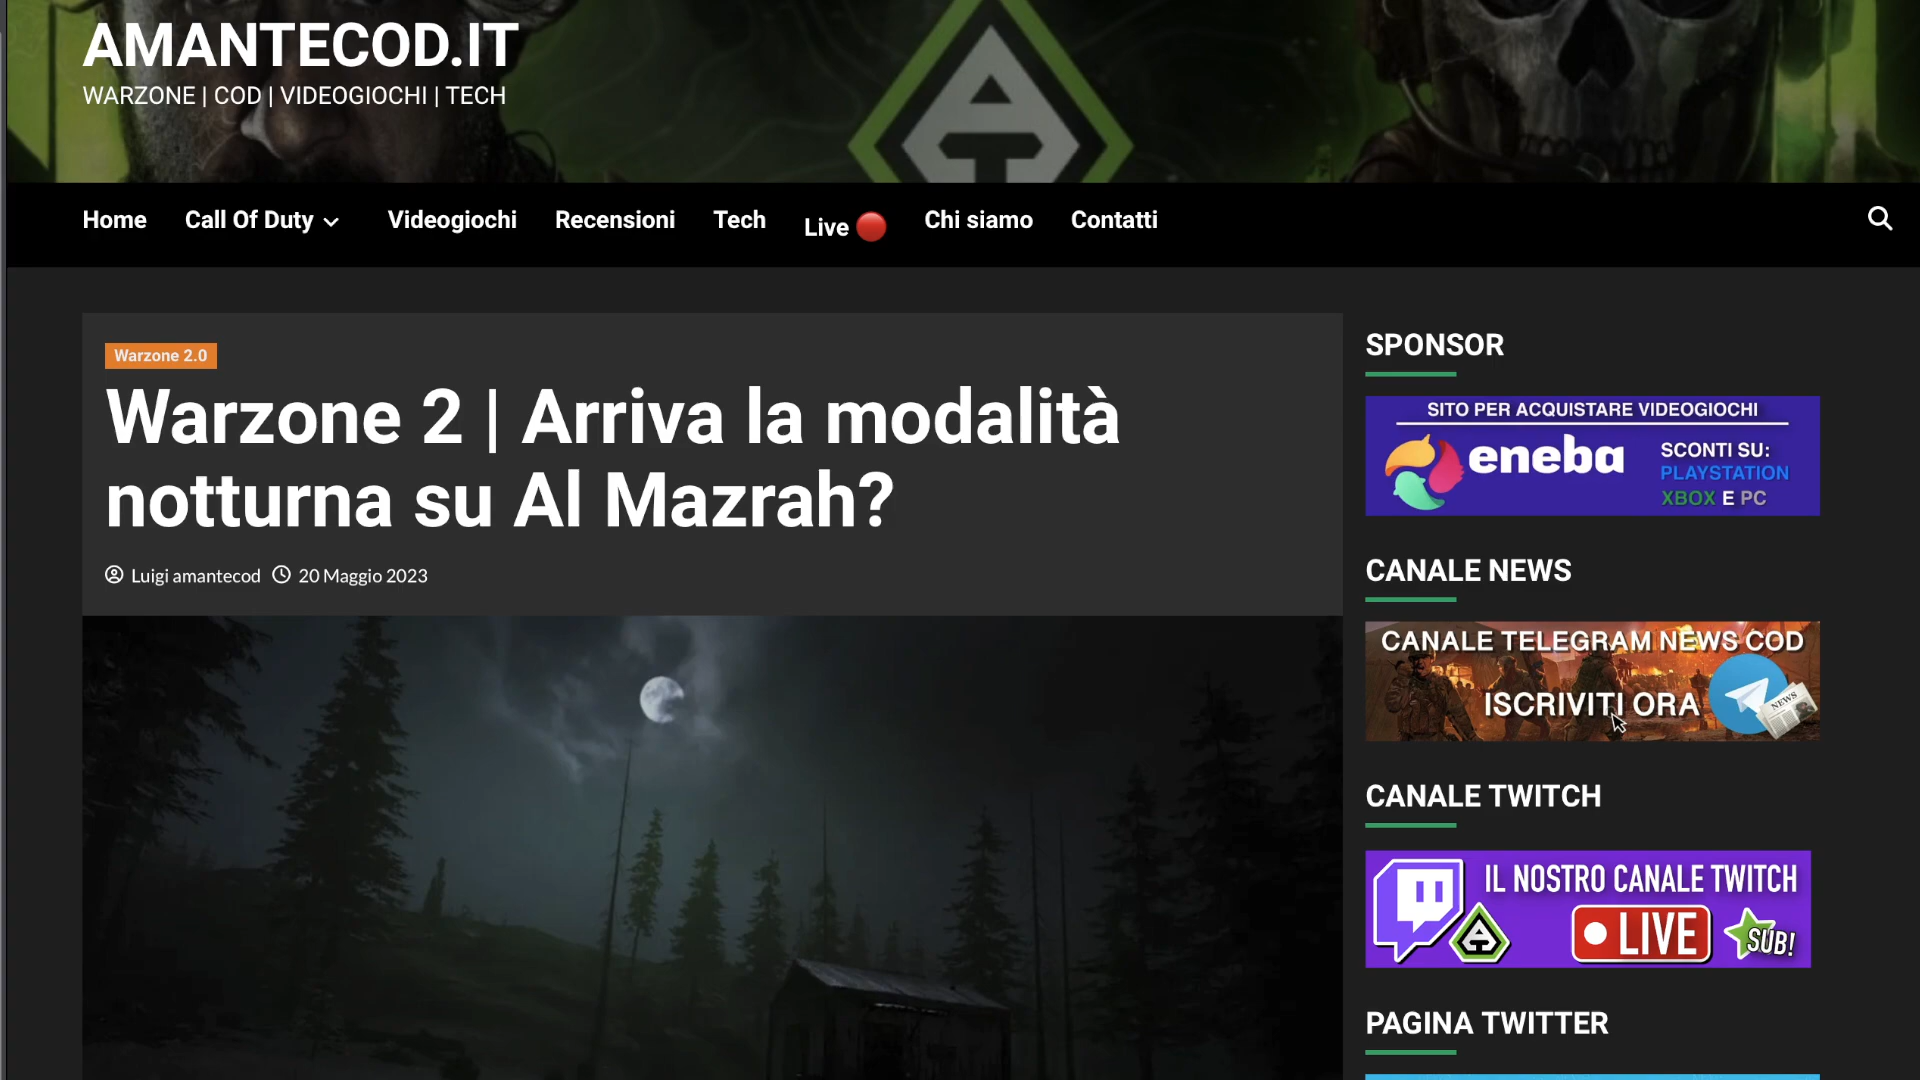 AMANTECOD.IT
WARZONE | COD | VIDEOGIOCHI | TECH
Home Call Of Duty Videogiochi Recensioni Tech Live Chi siamo Contatti
Warzone 2.0
Warzone 2 | Arriva la modalità
notturna su Al Mazrah?
Luigi amantecod 20 Maggio 2023
SPONSOR
SITO PER ACQUISTARE VIDEOGIOCHI
eneba
SCONTI SU:
PLAYSTATION
XBOX E PC
CANALE NEWS
CANALE TELEGRAM NEWS COD
ISCRIVITI ORA
NEWS
CANALE TWITCH
IL NOSTRO CANALE TWITCH
LIVE
SUB!
PAGINA TWITTER